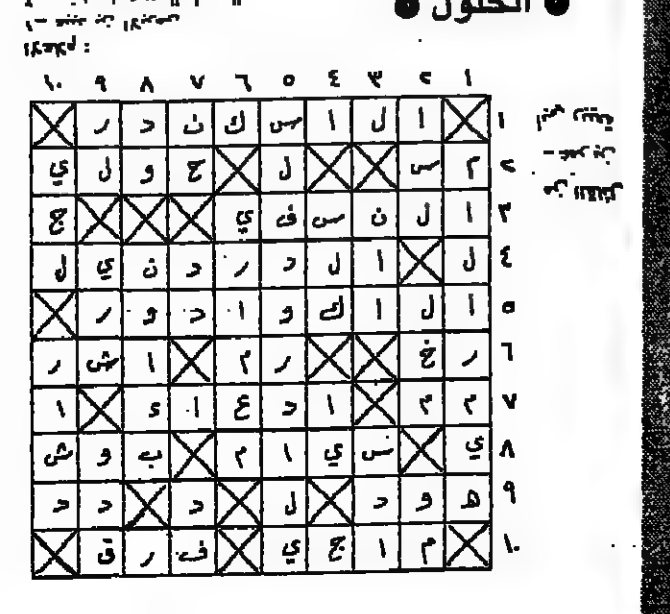 الحلول
١ ٢ ٣ ٤ ٥ ٦ ٧ ٨ ٩ ١٠
١ ا ل ا س ك ن د ر
٢ م س ل ح و ل ي
٣ ا ل ن س ف ي ج
٤ ل ا ل د ر د ن ي ل
٥ ا ل ا ك و ا د و ر
٦ ر خ ر م ا ش ر
٧ م م ا د ع ا ء ا
٨ ي س ي ا م ب و ش
٩ ه و د ل د د د
١٠ م ا ج ي ف ر ق